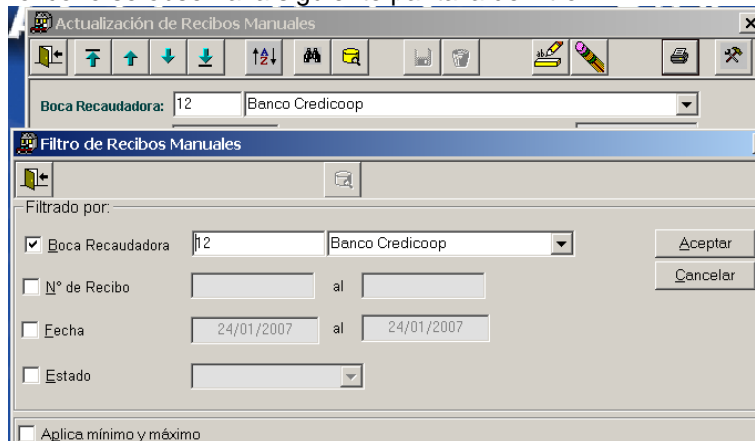 Actualización de Recibos Manuales
Boca Recaudadora: 12 Banco Credicoop
Filtro de Recibos Manuales
Filtrado por:
Boca Recaudadora 12 Banco Credicoop Aceptar
Nº de Recibo al Cancelar
Fecha 24/01/2007 al 24/01/2007
Estado
Aplica mínimo y máximo